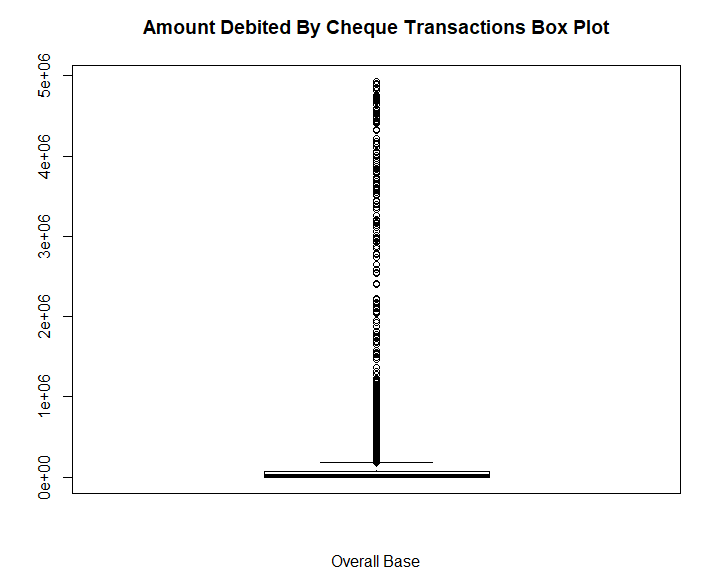 Amount Debited By Cheque Transactions Box Plot
5e+06
4e+06
3e+06
2e+06
1e+06
0e+00
Overall Base